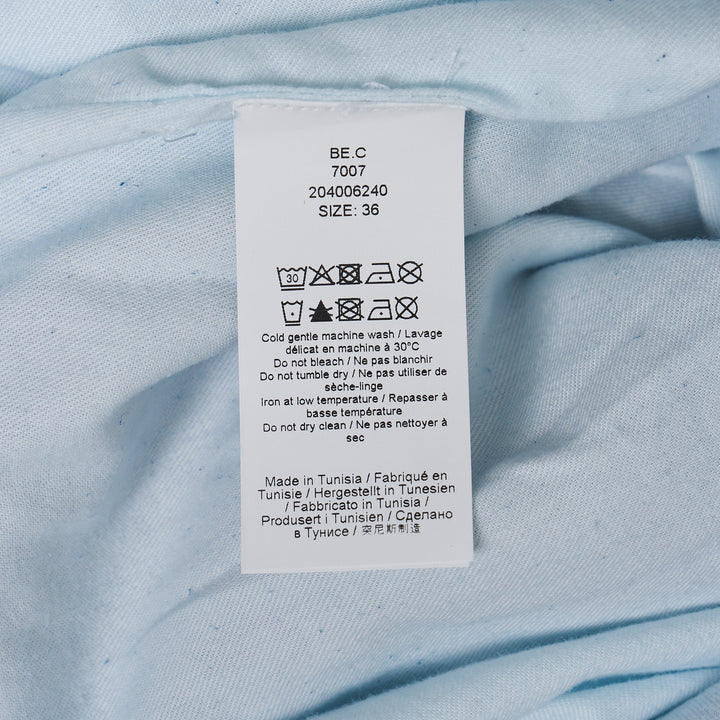 BE.C
7007
204006240
SIZE: 36
30
Cold gentle machine wash / Lavage
délicat en machine à 30°C
Do not bleach / Ne pas blanchir
Do not tumble dry / Ne pas utiliser de
sèche-linge
Iron at low temperature / Repasser à
basse température
Do not dry clean / Ne pas nettoyer à
sec
Made in Tunisia / Fabriqué en
Tunisie / Hergestellt in Tunesien
/ Fabbricato in Tunisia /
Produsert i Tunisien / Сделано
в Тунисе / 突尼斯制造